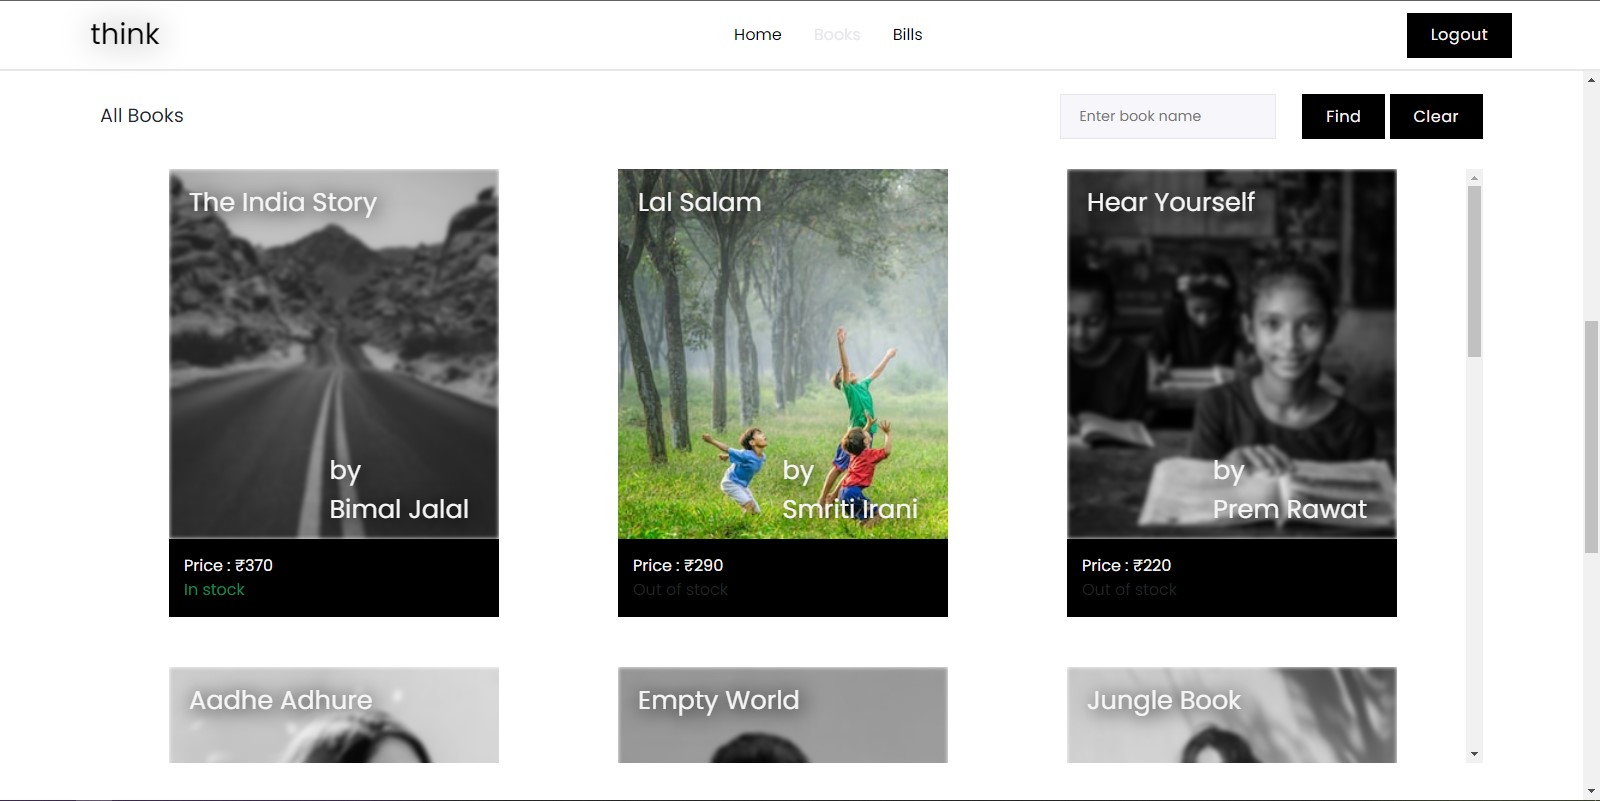 think
Home Books Bills
Logout
All Books
Enter book name
Find
Clear
The India Story
by
Bimal Jalal
Price : ₹370
In stock
Lal Salam
by
Smriti Irani
Price : ₹290
Out of stock
Hear Yourself
by
Prem Rawat
Price : ₹220
Out of stock
Aadhe Adhure
Empty World
Jungle Book